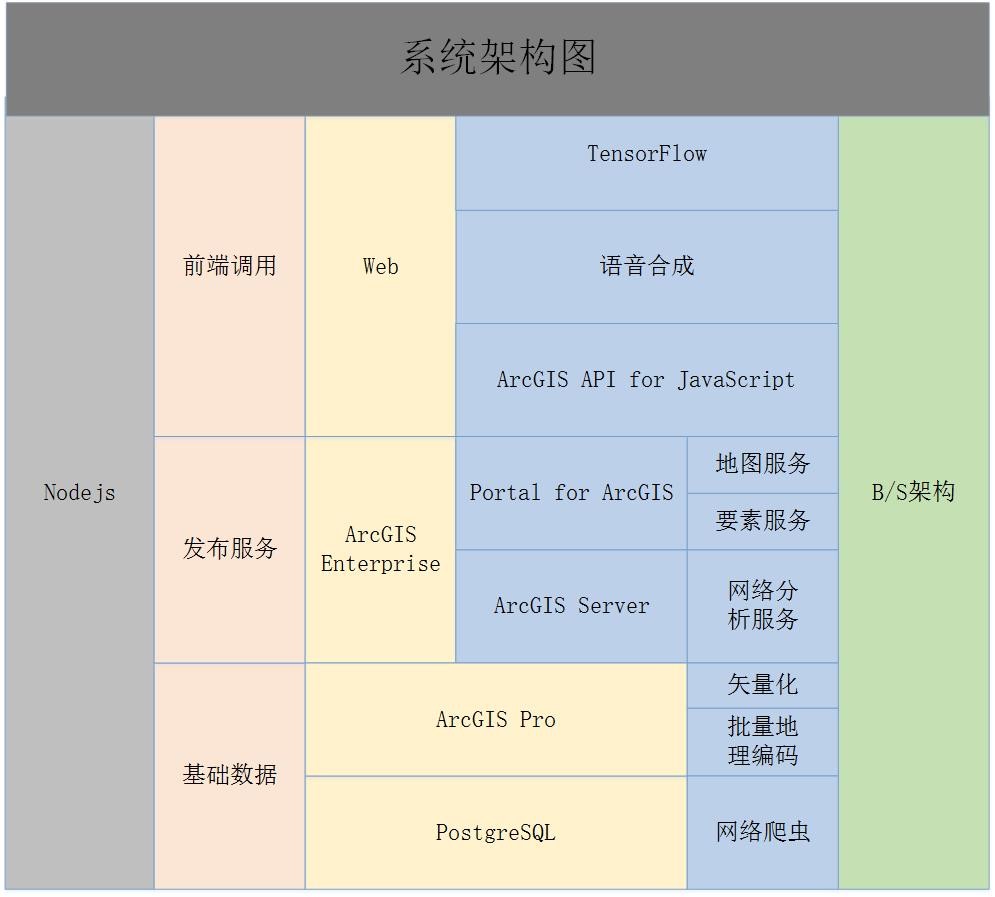 系统架构图
Nodejs
前端调用
Web
TensorFlow
语音合成
ArcGIS API for JavaScript
发布服务
ArcGIS
Enterprise
Portal for ArcGIS
地图服务
要素服务
ArcGIS Server
网络分
析服务
基础数据
ArcGIS Pro
矢量化
批量地
理编码
PostgreSQL
网络爬虫
B/S架构